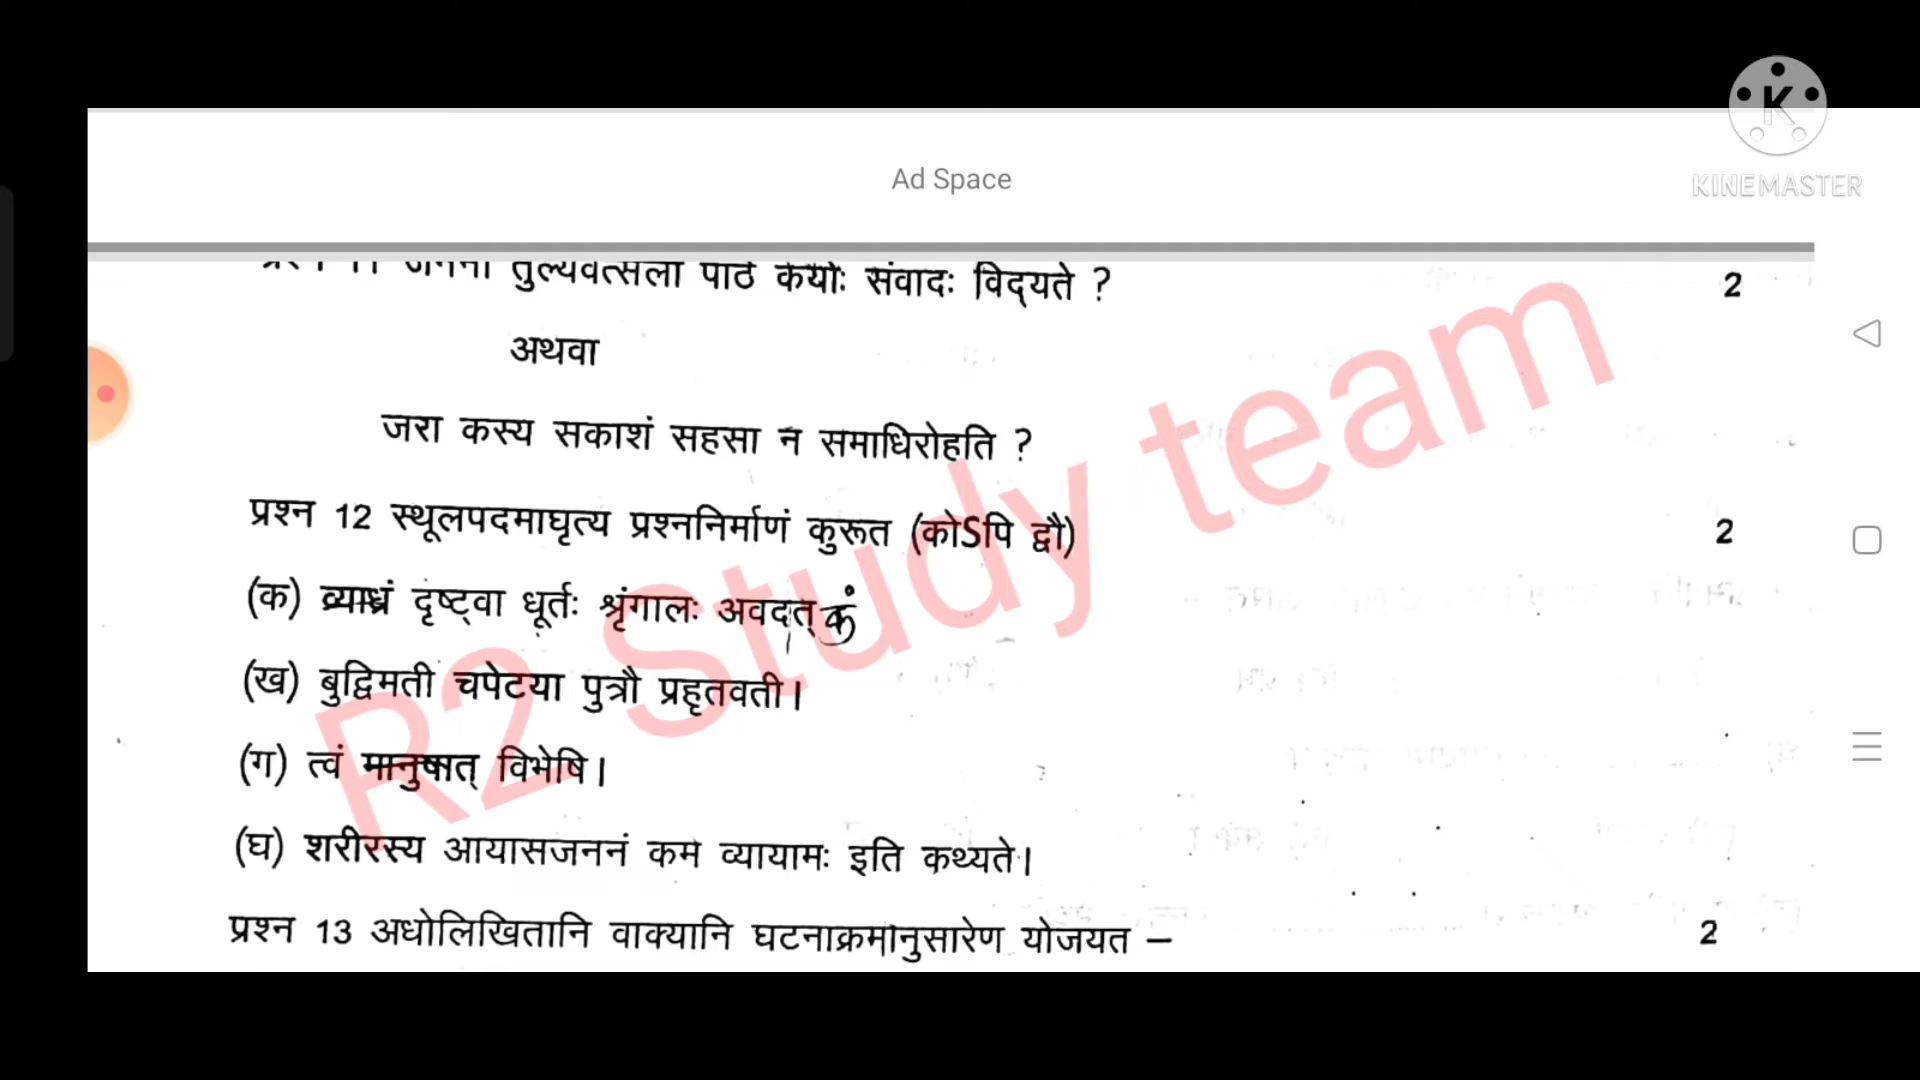 Ad Space
KINEMASTER
तुल्यवत्सला पाठे कयोः संवादः विद्यते ? 2
अथवा
जरा कस्य सकाशं सहसा न समाधिरोहति ?
प्रश्न 12 स्थूलपदमाघृत्य प्रश्ननिर्माणं कुरूत (कोSपि द्वौ) 2
(क) व्याध्रं दृष्ट्वा धूर्तः श्रृंगालः अवदत् कं
(ख) बुद्विमती चपेटया पुत्रौ प्रहृतवती।
(ग) त्वं मानुषात् विभेषि।
(घ) शरीरस्य आयासजननं कम व्यायामः इति कथ्यते।
प्रश्न 13 अधोलिखितानि वाक्यानि घटनाक्रमानुसारेण योजयत – 2
R2 Study team